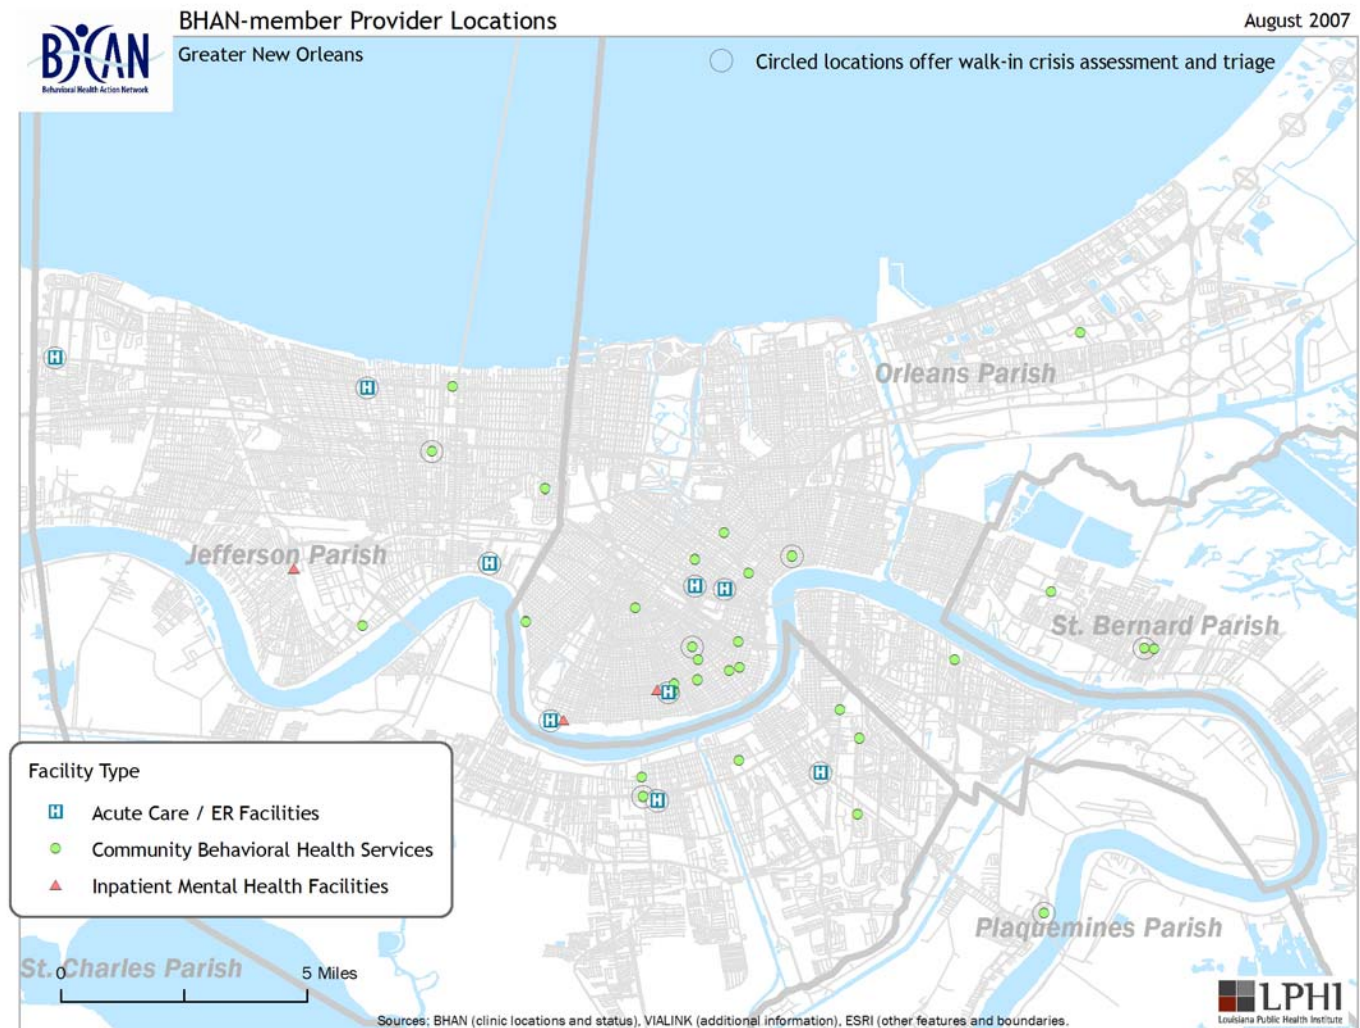 BHAN-member Provider Locations
August 2007
BHAN
Behavioral Health Action Network
Greater New Orleans
Circled locations offer walk-in crisis assessment and triage
H
H
Orleans Parish
Jefferson Parish
H
H
H
St. Bernard Parish
H
H
H
H
Facility Type
H Acute Care / ER Facilities
Community Behavioral Health Services
Inpatient Mental Health Facilities
Plaquemines Parish
St. Charles Parish
0
5 Miles
LPHI
Louisiana Public Health Institute
Sources: BHAN (clinic locations and status), VIALINK (additional information), ESRI (other features and boundaries.